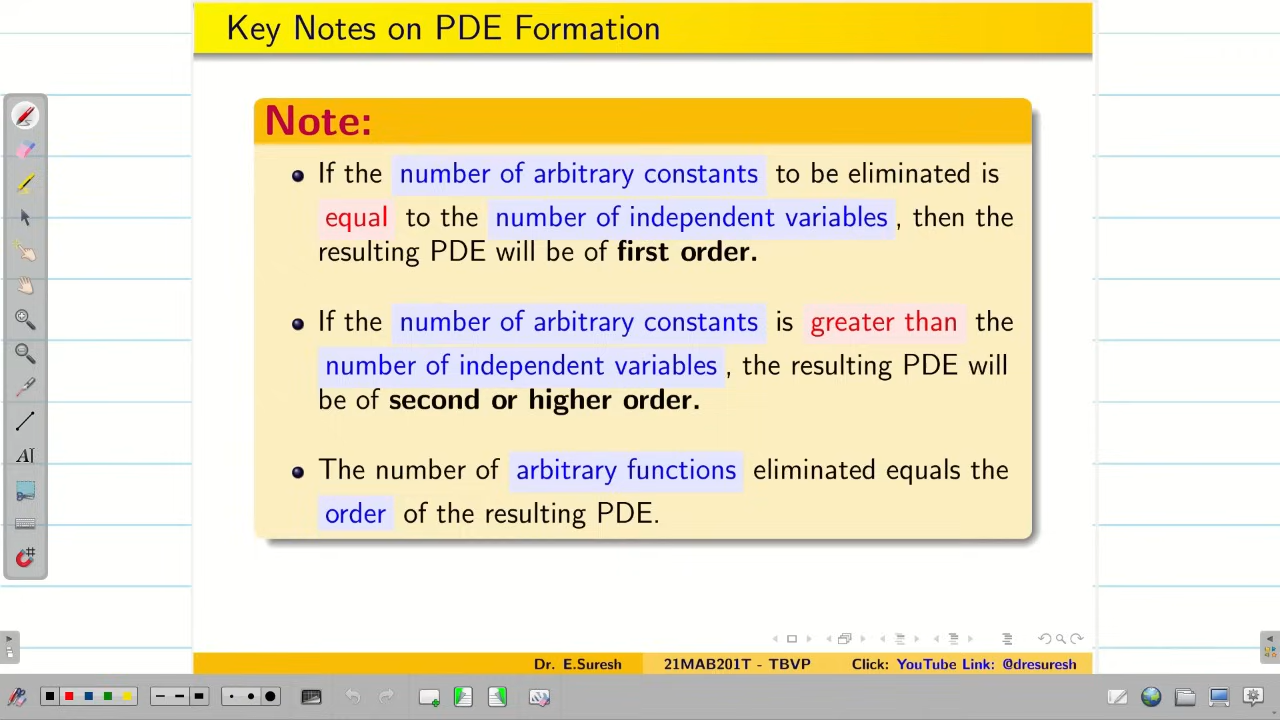 Key Notes on PDE Formation
Note:
If the number of arbitrary constants to be eliminated is
equal to the number of independent variables, then the
resulting PDE will be of first order.
If the number of arbitrary constants is greater than the
number of independent variables, the resulting PDE will
be of second or higher order.
The number of arbitrary functions eliminated equals the
order of the resulting PDE.
Dr. E.Suresh 21MAB201T - TBVP Click: YouTube Link: @dresuresh